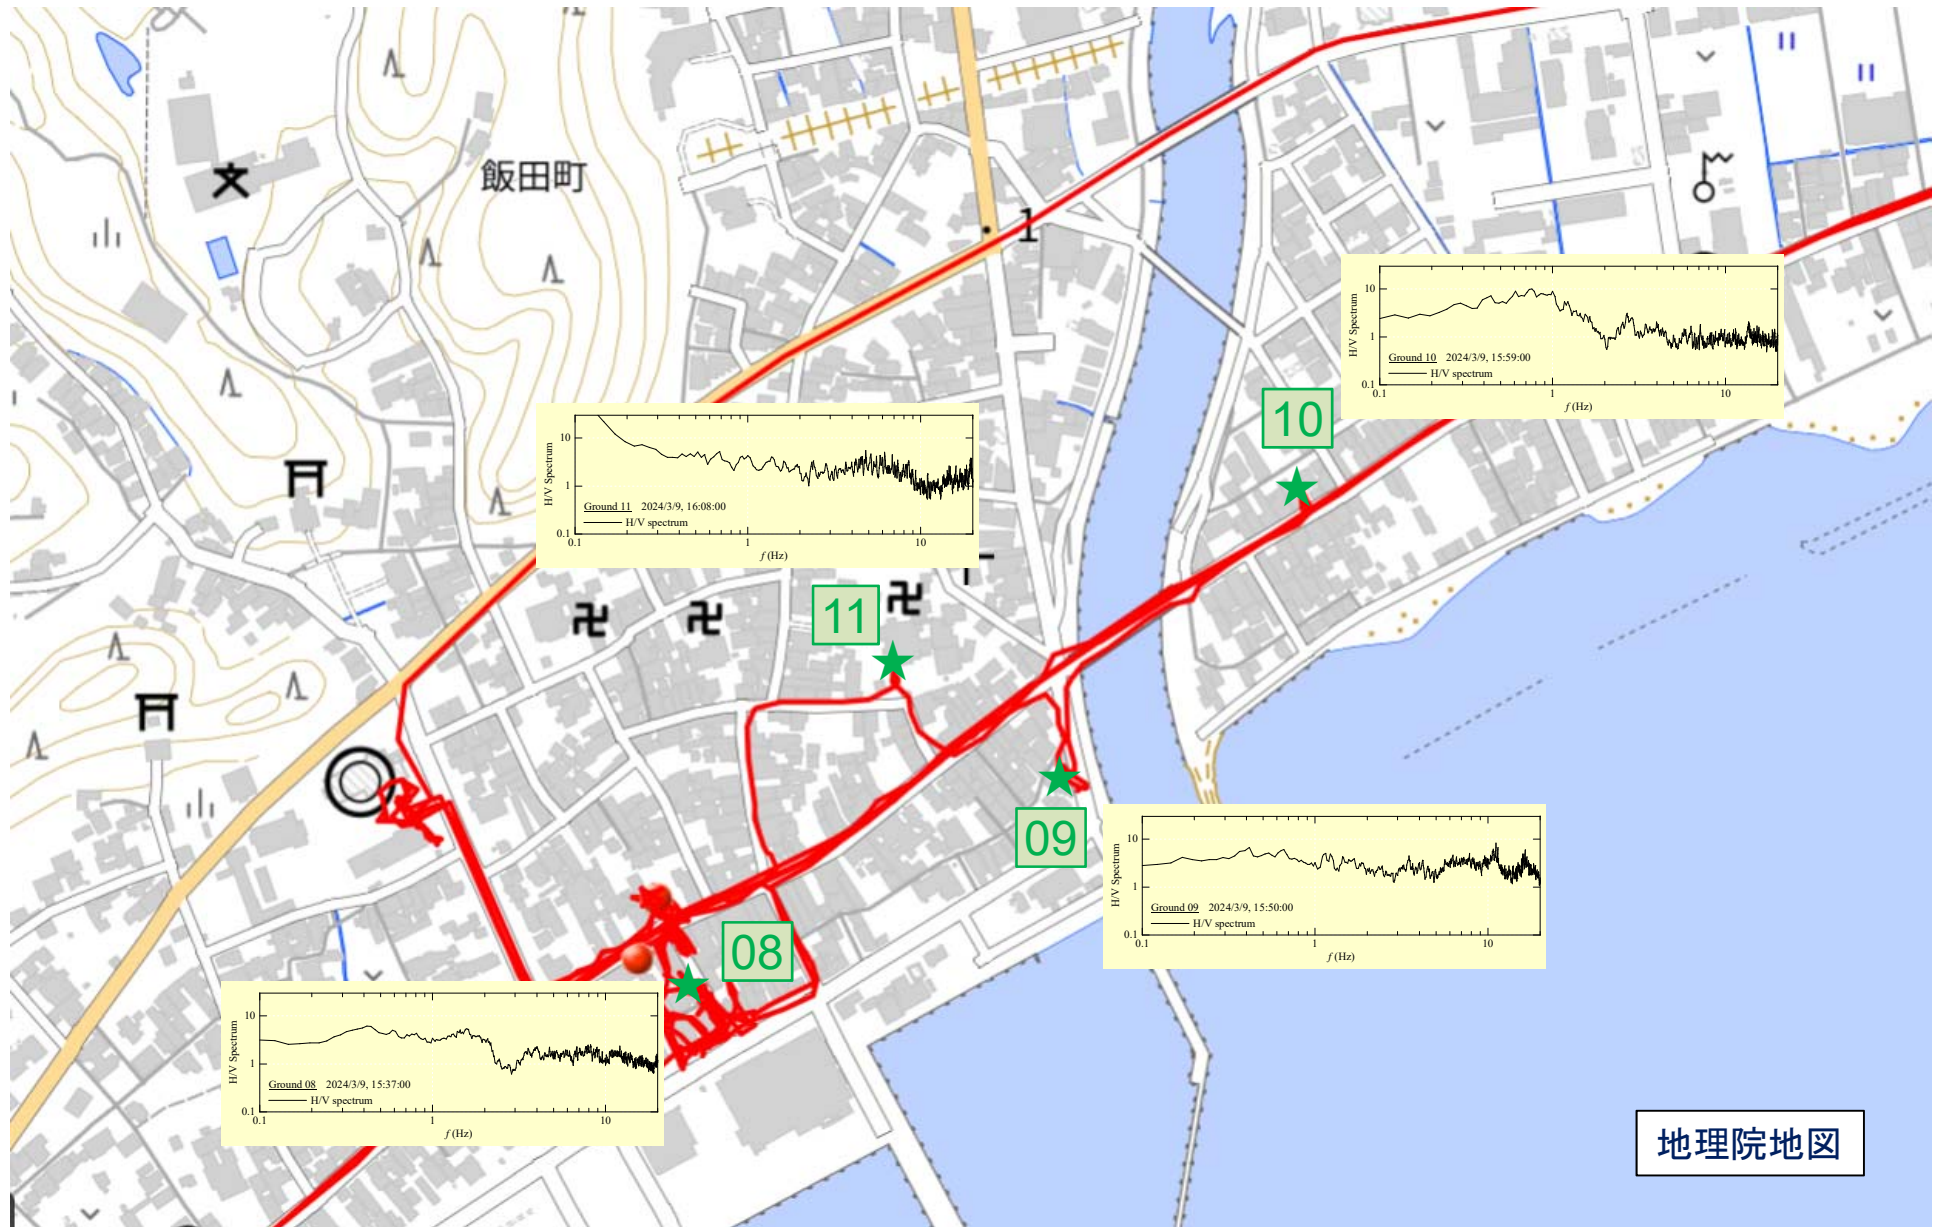 飯田町
1
10
H/V Spectrum
10
1
0.1
Ground 10 2024/3/9, 15:59:00
H/V spectrum
0.1 1 10
f (Hz)
10
H/V Spectrum
10
1
0.1
Ground 11 2024/3/9, 16:08:00
H/V spectrum
0.1 1 10
f (Hz)
11
09
H/V Spectrum
10
1
0.1
Ground 09 2024/3/9, 15:50:00
H/V spectrum
0.1 1 10
f (Hz)
08
H/V Spectrum
10
1
0.1
Ground 08 2024/3/9, 15:37:00
H/V spectrum
0.1 1 10
f (Hz)
地理院地図